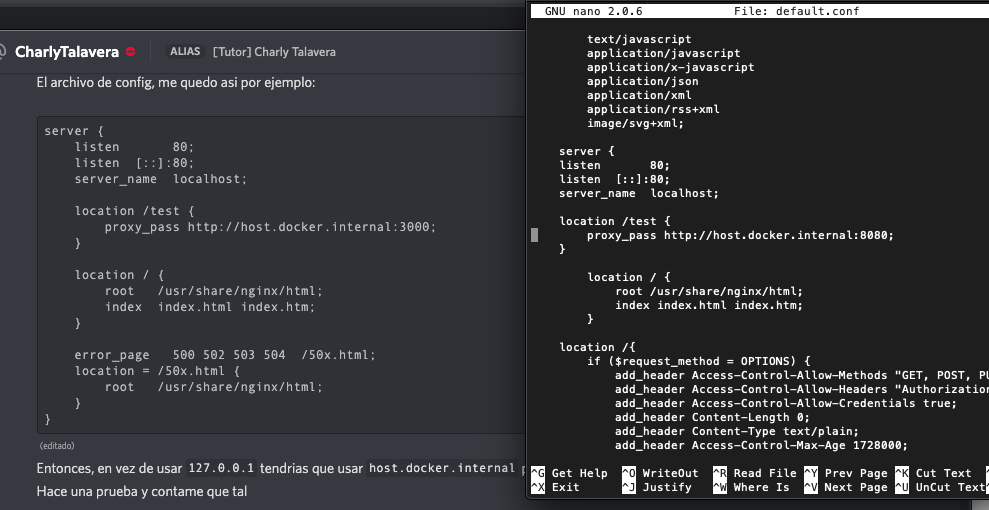 CharlyTalavera ALIAS [Tutor] Charly Talavera
El archivo de config, me quedo asi por ejemplo:
server {
listen       80;
listen  [::]:80;
server_name  localhost;
location /test {
proxy_pass http://host.docker.internal:3000;
}
location / {
root   /usr/share/nginx/html;
index  index.html index.htm;
}
error_page   500 502 503 504  /50x.html;
location = /50x.html {
root   /usr/share/nginx/html;
}
}
(editado)
Entonces, en vez de usar 127.0.0.1 tendrias que usar host.docker.internal
Hace una prueba y contame que tal
GNU nano 2.0.6 File: default.conf
text/javascript
application/javascript
application/x-javascript
application/json
application/xml
application/rss+xml
image/svg+xml;
server {
listen       80;
listen  [::]:80;
server_name  localhost;
location /test {
proxy_pass http://host.docker.internal:8080;
}
location / {
root /usr/share/nginx/html;
index index.html index.htm;
}
location /{
if ($request_method = OPTIONS) {
add_header Access-Control-Allow-Methods "GET, POST, PU
add_header Access-Control-Allow-Headers "Authorization
add_header Access-Control-Allow-Credentials true;
add_header Content-Length 0;
add_header Content-Type text/plain;
add_header Access-Control-Max-Age 1728000;
^G Get Help ^O WriteOut ^R Read File ^Y Prev Page ^K Cut Text
^X Exit ^J Justify ^W Where Is ^V Next Page ^U UnCut Text